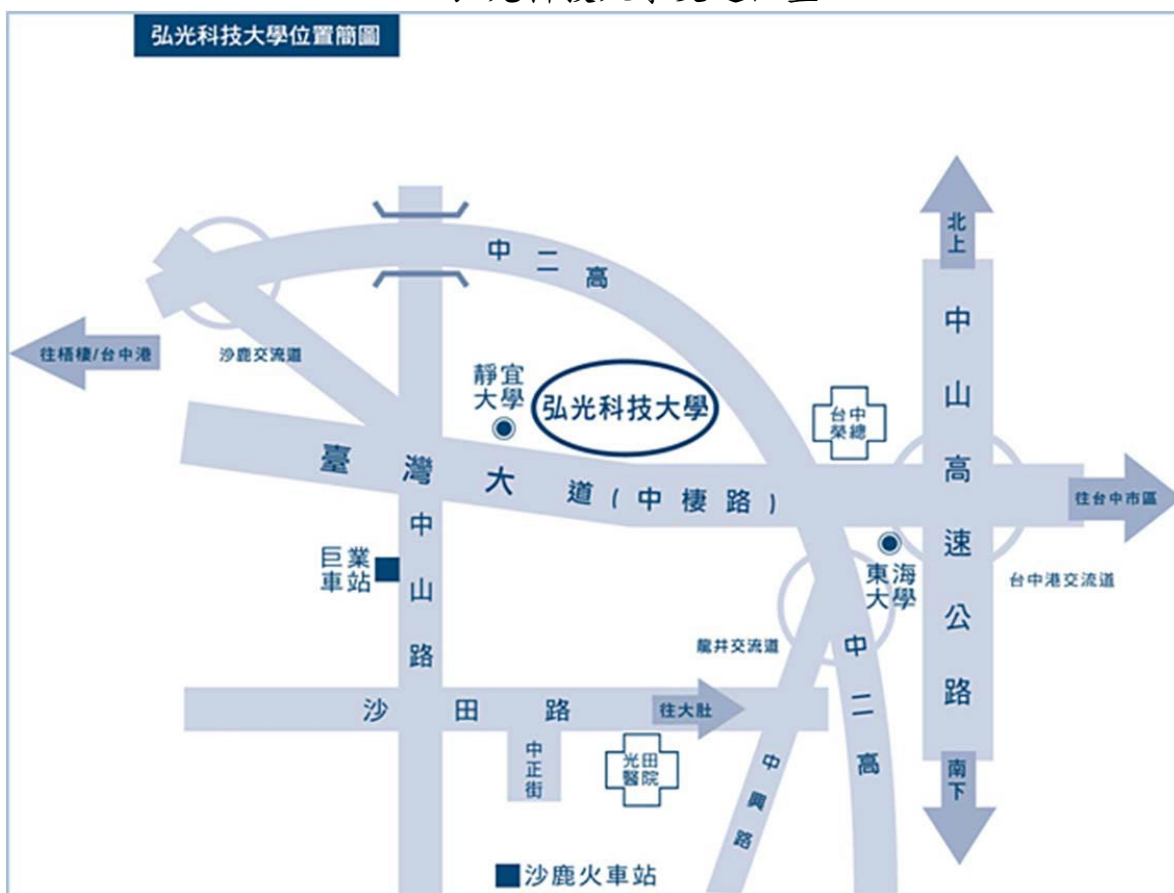 弘光科技大學位置簡圖
北上
中二高
中山高速公路
往梧棲/台中港
沙鹿交流道
靜宜
大學
弘光科技大學
台中
榮總
臺灣大道(中棲路)
往台中市區
中山路
巨業
車站
東海
大學
台中港交流道
龍井交流道
中二高
沙田路
往大肚
中正街
光田
醫院
中興路
南下
沙鹿火車站